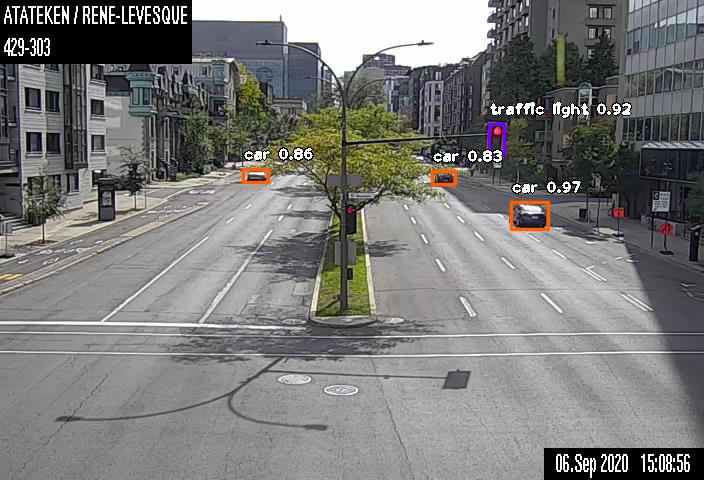 ATATEKEN / RENE-LEVESQUE
429-303
traffic light 0.92
car 0.86
car 0.83
car 0.97
06.Sep 2020 15:08:56